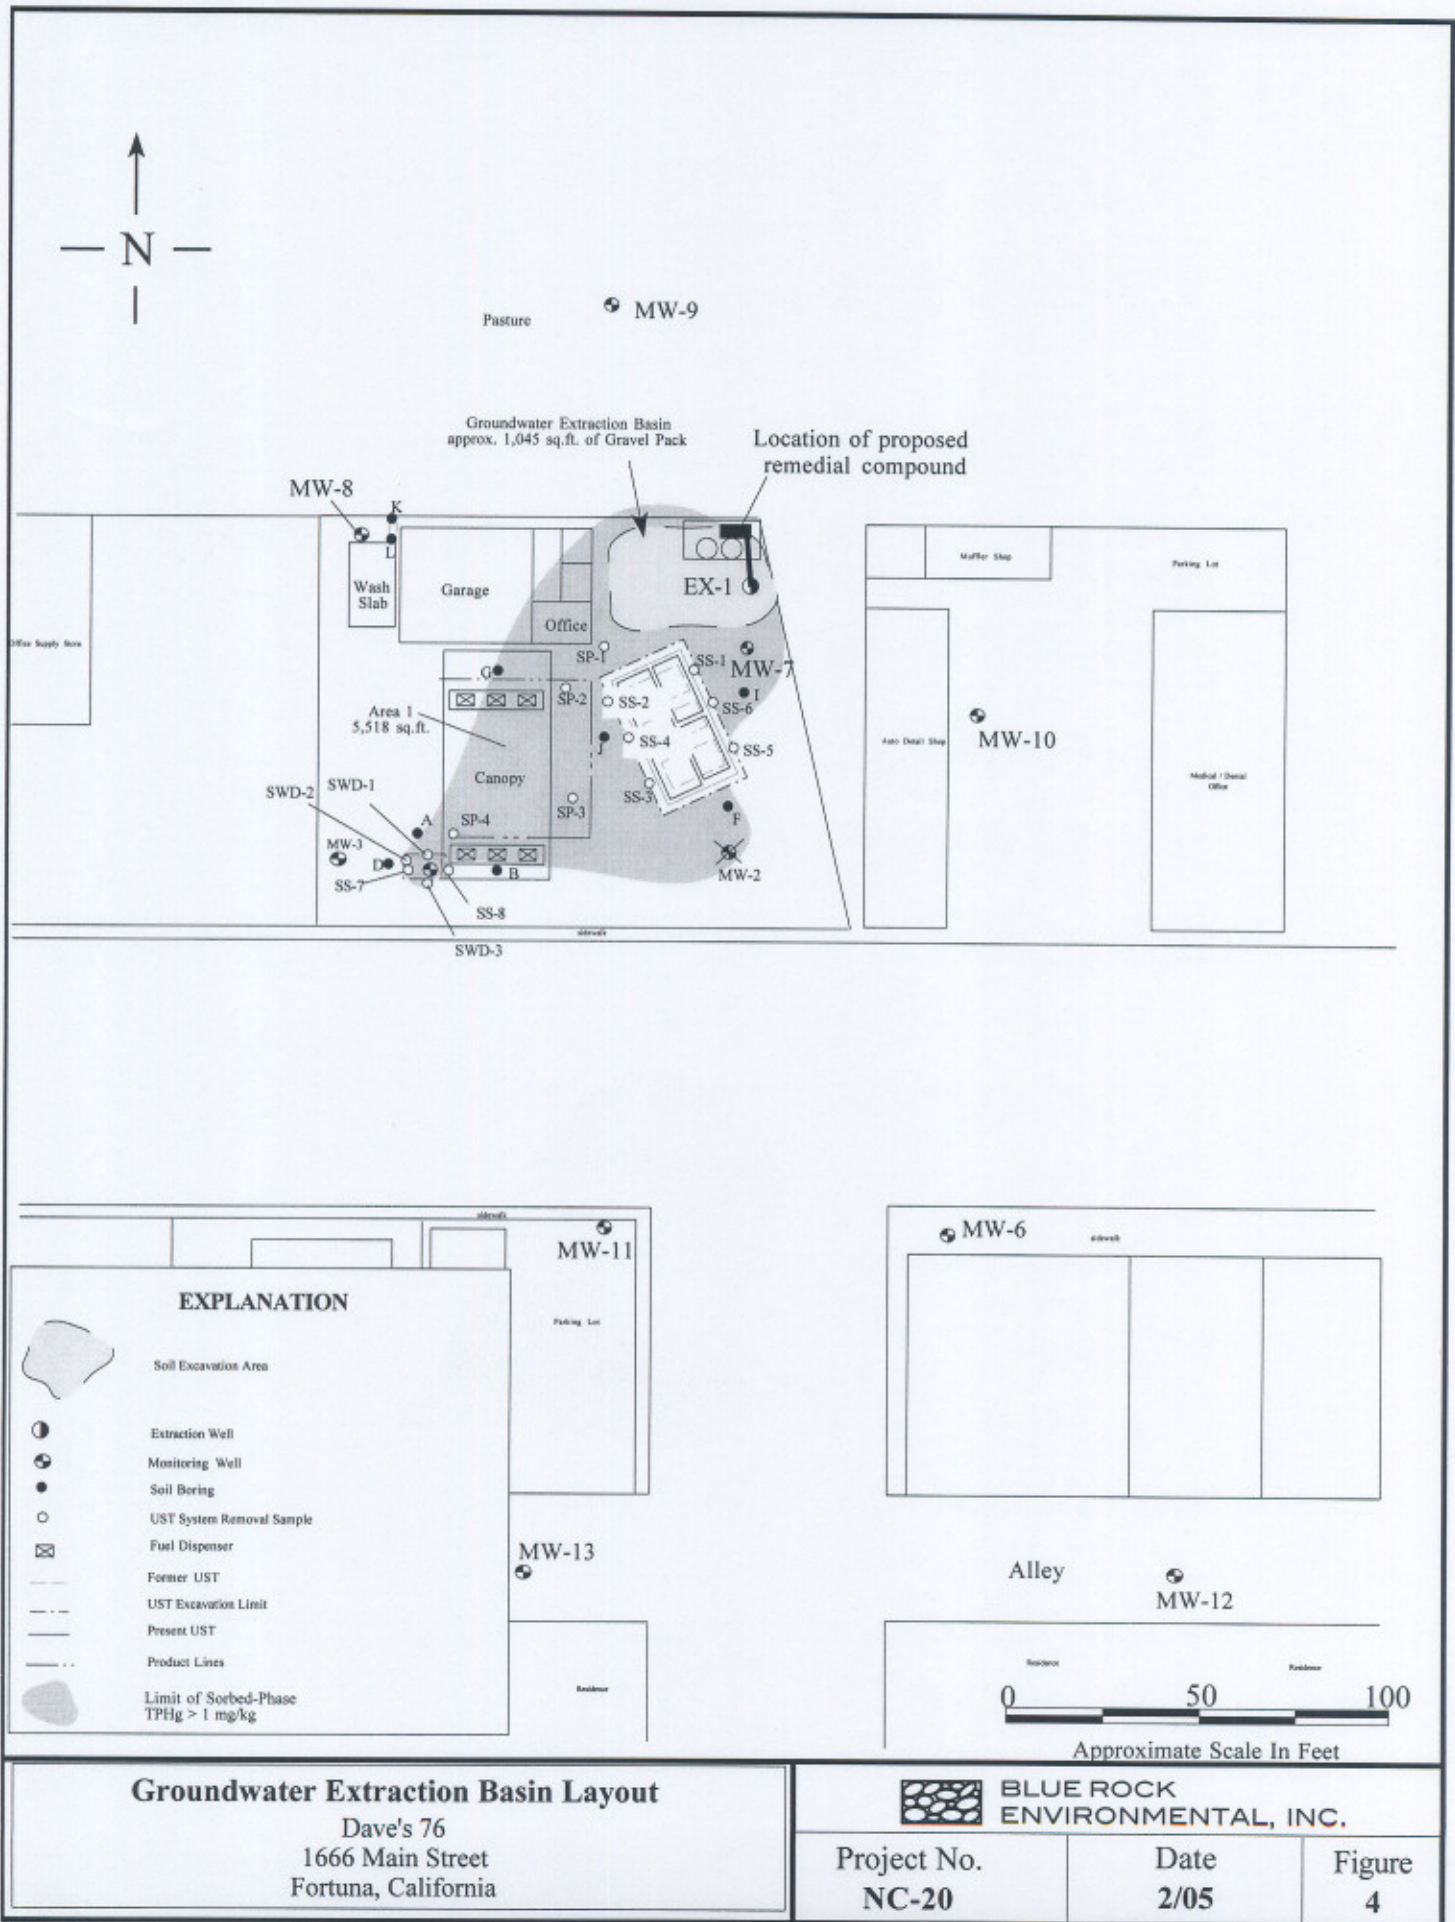 N
Pasture
MW-9
Groundwater Extraction Basin
approx. 1,045 sq.ft. of Gravel Pack
Location of proposed
remedial compound
MW-8
K
L
Wash
Slab
Garage
Office
EX-1
Muffler Shop
Parking Lot
Office Supply Store
SP-1
SS-1
MW-7
G
SP-2
SS-2
I
SS-6
Area 1
5,518 sq.ft.
J
SS-4
SS-5
MW-10
Auto Detail Shop
Medical / Dental
Office
Canopy
SWD-2
SWD-1
SS-3
SP-3
A
SP-4
F
MW-3
D
B
MW-2
SS-7
SS-8
sidewalk
SWD-3
sidewalk
MW-11
MW-6
sidewalk
EXPLANATION
Parking Lot
Soil Excavation Area
Extraction Well
Monitoring Well
Soil Boring
UST System Removal Sample
Fuel Dispenser
Former UST
UST Excavation Limit
Present UST
Product Lines
Limit of Sorbed-Phase
TPHg > 1 mg/kg
MW-13
Alley
MW-12
Residence
Residence
Residence
0 50 100
Approximate Scale In Feet
Groundwater Extraction Basin Layout
Dave's 76
1666 Main Street
Fortuna, California
BLUE ROCK
ENVIRONMENTAL, INC.
Project No.
NC-20
Date
2/05
Figure
4